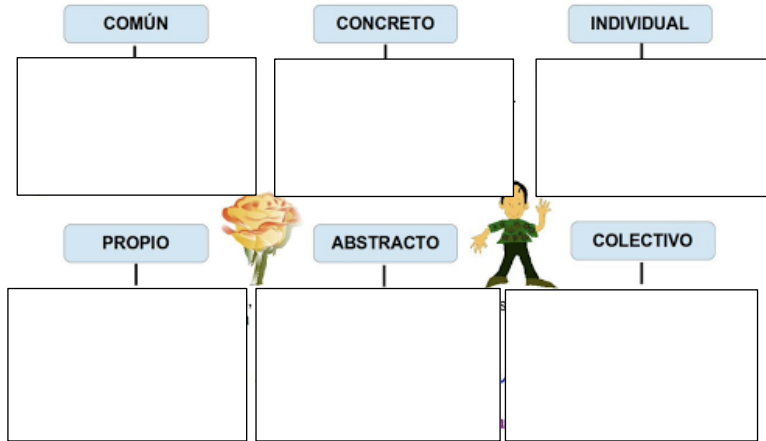 COMÚN
CONCRETO
INDIVIDUAL
PROPIO
ABSTRACTO
COLECTIVO